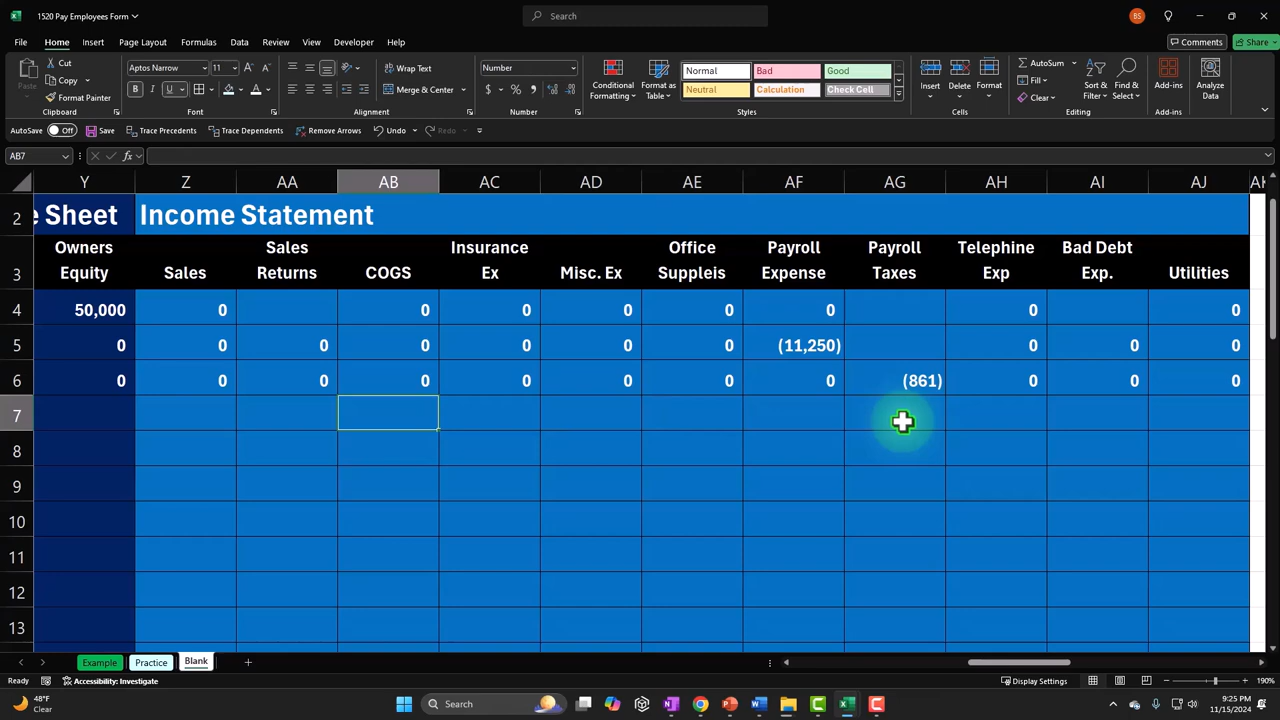 1520 Pay Employees Form
Search
BS
File Home Insert Page Layout Formulas Data Review View Developer Help
Comments Share
Paste
Cut
Copy
Format Painter
Clipboard
Aptos Narrow 11
B I U
Font
Wrap Text
Merge & Center
Alignment
Number
$ % ,
Number
Conditional Formatting
Format as Table
Normal Bad Good
Neutral Calculation Check Cell
Styles
Insert Delete Format
Cells
AutoSum
Fill
Clear
Sort & Filter
Find & Select
Editing
Add-ins
Add-ins
Analyze Data
AutoSave Off Save Trace Precedents Trace Dependents Remove Arrows Undo Redo
AB7 fx
Y Z AA AB AC AD AE AF AG AH AI AJ AK
2 e Sheet Income Statement
Owners Sales Insurance Office Payroll Payroll Telephine Bad Debt
3 Equity Sales Returns COGS Ex Misc. Ex Suppleis Expense Taxes Exp Exp. Utilities
4 50,000 0 0 0 0 0 0 0 0
5 0 0 0 0 0 0 0 (11,250) 0 0 0
6 0 0 0 0 0 0 0 0 (861) 0 0 0
7
8
9
10
11
12
13
Example Practice Blank
Ready Accessibility: Investigate Display Settings 190%
48°F
Clear
Search
9:25 PM
11/15/2024